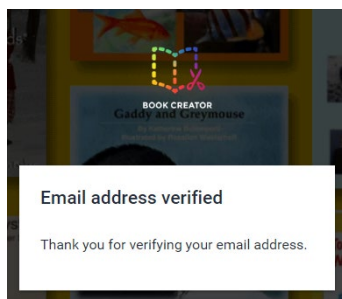 BOOK CREATOR
Gaddy and Greymouse
Email address verified
Thank you for verifying your email address.